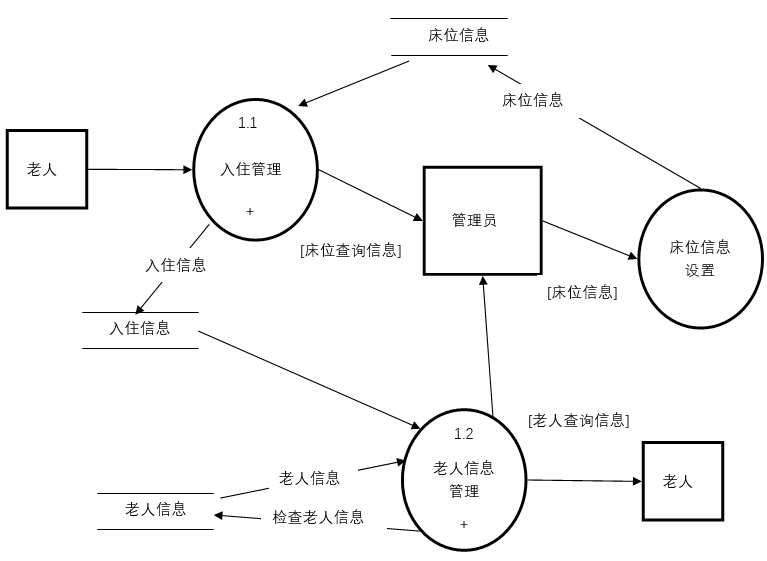 床位信息
床位信息
1.1
老人
入住管理
+
管理员
[床位查询信息]
床位信息
设置
入住信息
[床位信息]
入住信息
[老人查询信息]
1.2
老人信息
管理
+
老人信息
老人
老人信息
检查老人信息